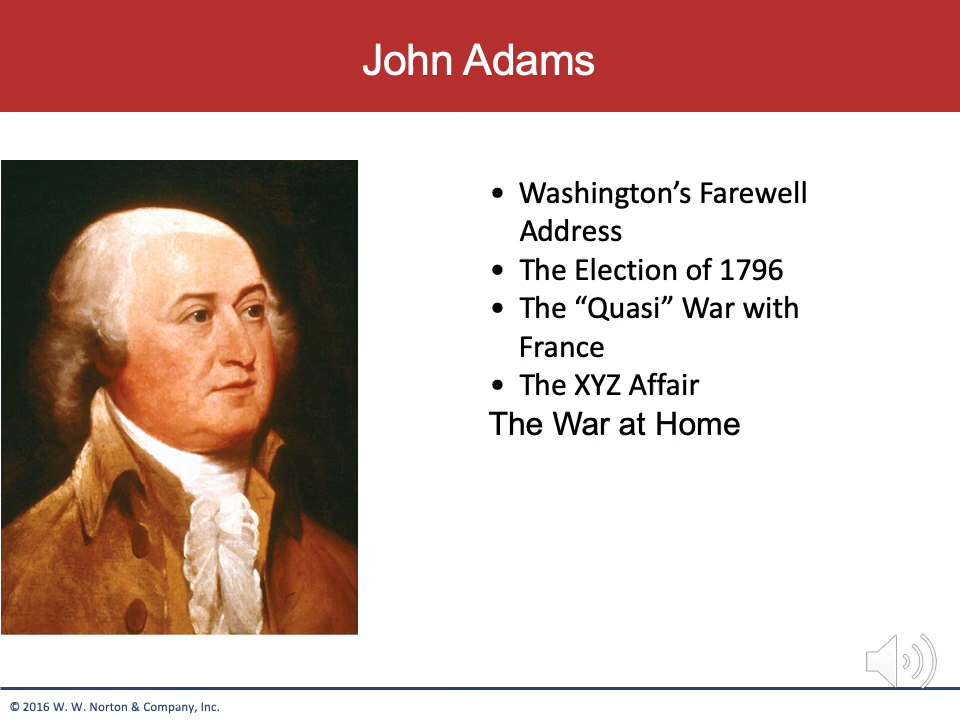 John Adams
• Washington’s Farewell
Address
• The Election of 1796
• The “Quasi” War with
France
• The XYZ Affair
The War at Home
© 2016 W. W. Norton & Company, Inc.